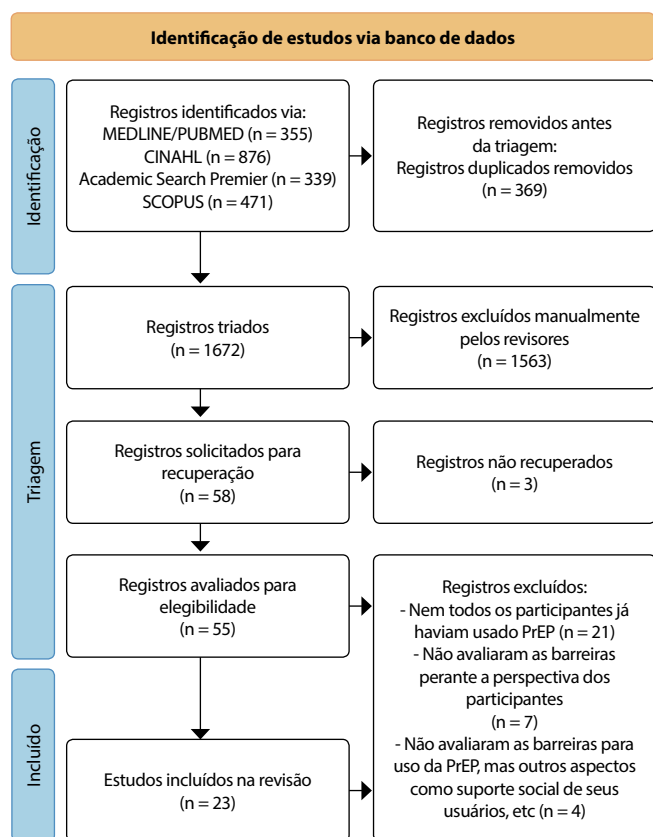 Identificação de estudos via banco de dados
Identificação
Registros identificados via:
MEDLINE/PUBMED (n = 355)
CINAHL (n = 876)
Academic Search Premier (n = 339)
SCOPUS (n = 471)
Registros removidos antes
da triagem:
Registros duplicados removidos
(n = 369)
Triagem
Registros triados
(n = 1672)
Registros excluídos manualmente
pelos revisores
(n = 1563)
Registros solicitados para
recuperação
(n = 58)
Registros não recuperados
(n = 3)
Registros avaliados para
elegibilidade
(n = 55)
Registros excluídos:
- Nem todos os participantes já
haviam usado PrEP (n = 21)
- Não avaliaram as barreiras
perante a perspectiva dos
participantes
(n = 7)
- Não avaliaram as barreiras para
uso da PrEP, mas outros aspectos
como suporte social de seus
usuários, etc (n = 4)
Incluído
Estudos incluídos na revisão
(n = 23)